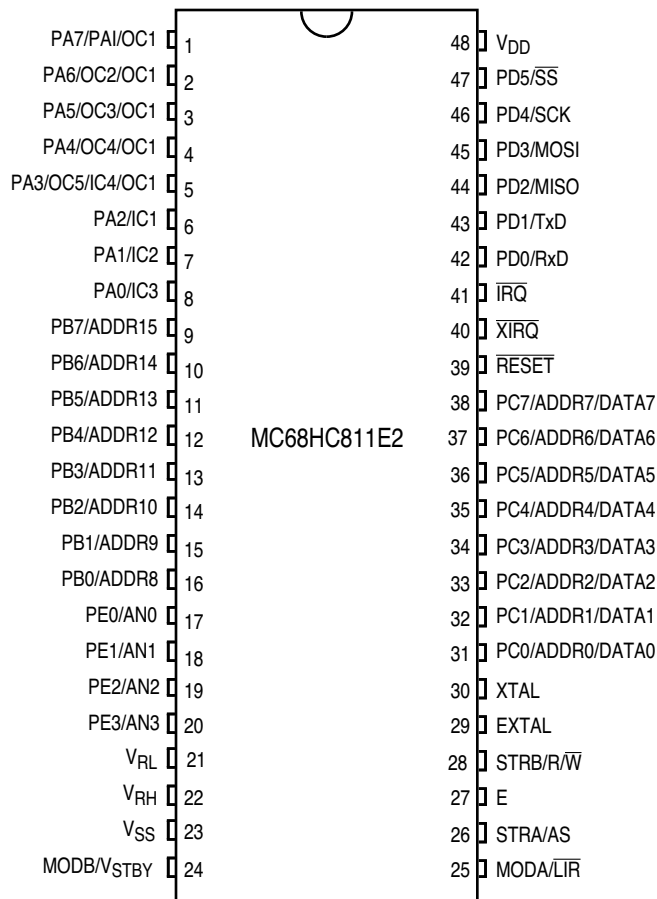 PA7/PAI/OC1 1 48 VDD
PA6/OC2/OC1 2 47 PD5/S̅S̅
PA5/OC3/OC1 3 46 PD4/SCK
PA4/OC4/OC1 4 45 PD3/MOSI
PA3/OC5/IC4/OC1 5 44 PD2/MISO
PA2/IC1 6 43 PD1/TxD
PA1/IC2 7 42 PD0/RxD
PA0/IC3 8 41 I̅R̅Q̅
PB7/ADDR15 9 40 X̅I̅R̅Q̅
PB6/ADDR14 10 39 R̅E̅S̅E̅T̅
PB5/ADDR13 11 38 PC7/ADDR7/DATA7
PB4/ADDR12 12 MC68HC811E2 37 PC6/ADDR6/DATA6
PB3/ADDR11 13 36 PC5/ADDR5/DATA5
PB2/ADDR10 14 35 PC4/ADDR4/DATA4
PB1/ADDR9 15 34 PC3/ADDR3/DATA3
PB0/ADDR8 16 33 PC2/ADDR2/DATA2
PE0/AN0 17 32 PC1/ADDR1/DATA1
PE1/AN1 18 31 PC0/ADDR0/DATA0
PE2/AN2 19 30 XTAL
PE3/AN3 20 29 EXTAL
VRL 21 28 STRB/R/W̅
VRH 22 27 E
VSS 23 26 STRA/AS
MODB/VSTBY 24 25 MODA/L̅I̅R̅